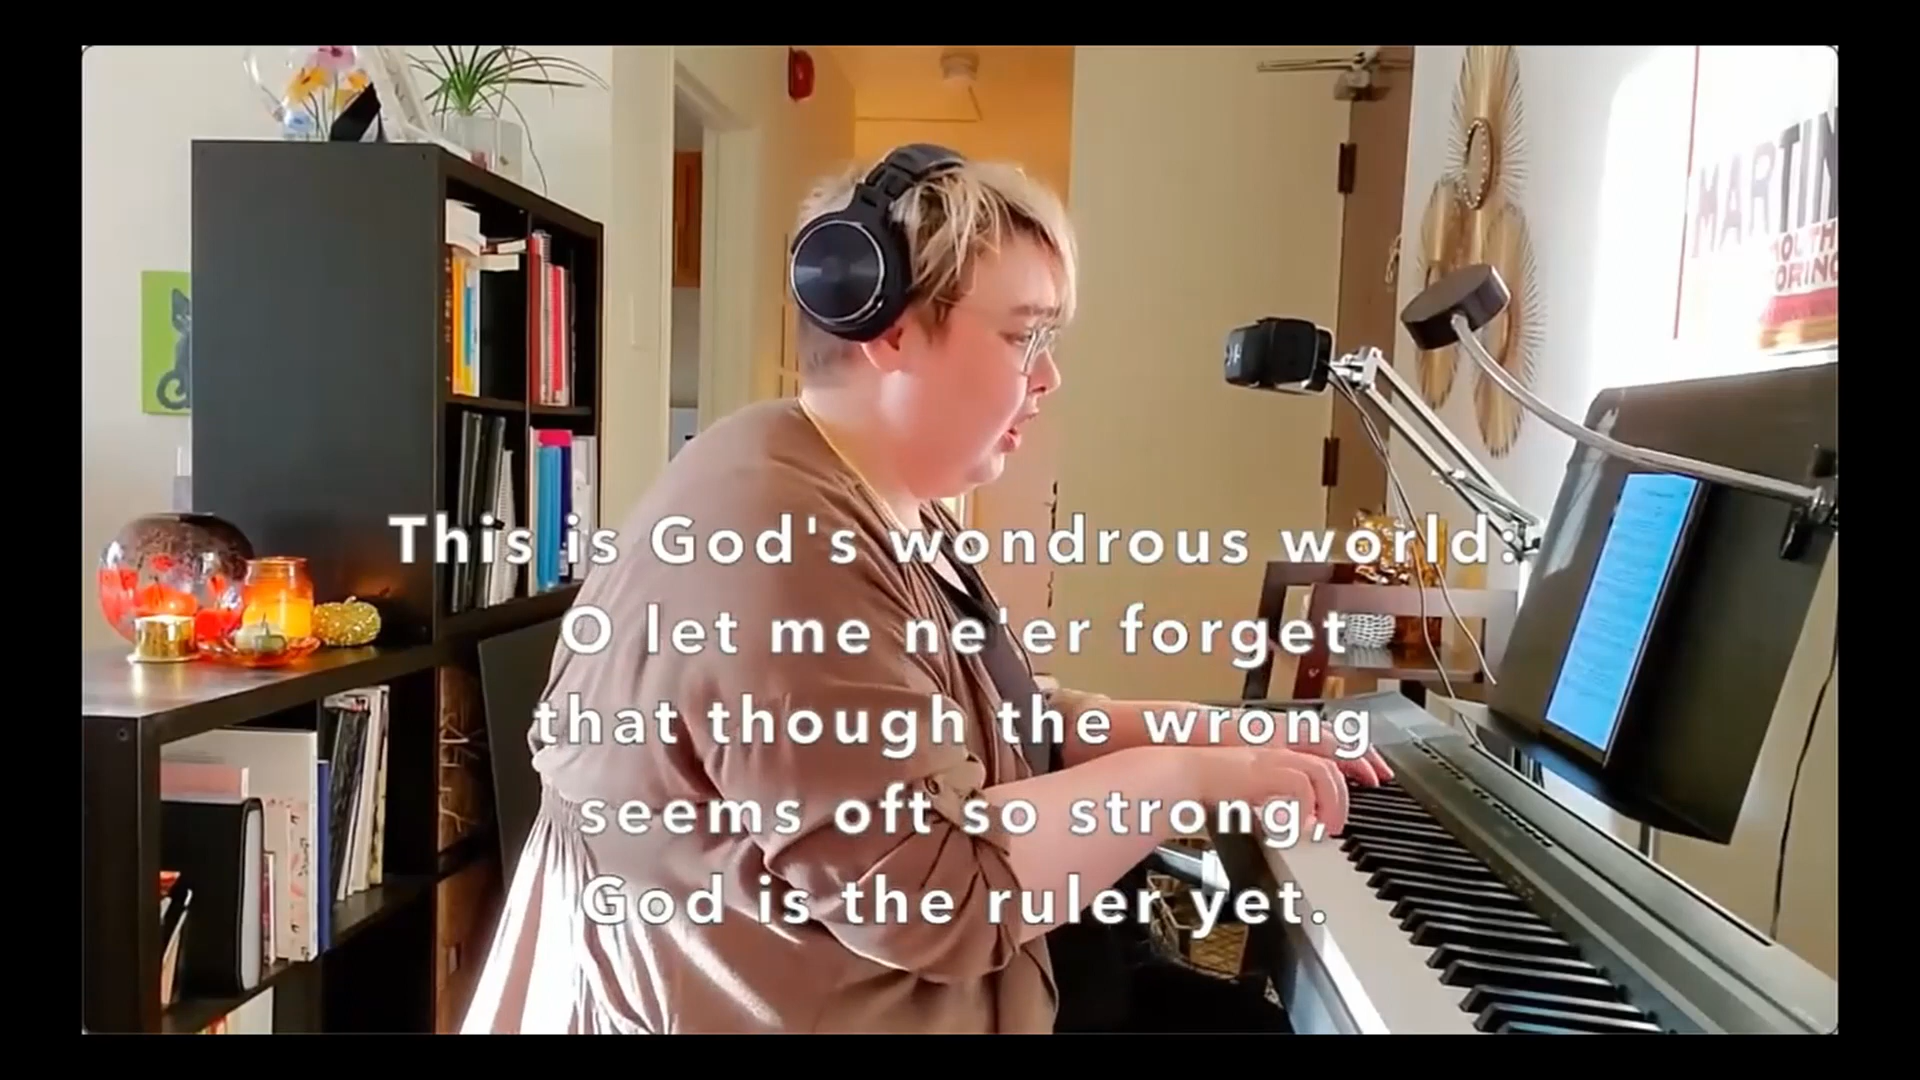 MARTIN
This is God's wondrous world:
O let me ne'er forget
that though the wrong
seems oft so strong,
God is the ruler yet.